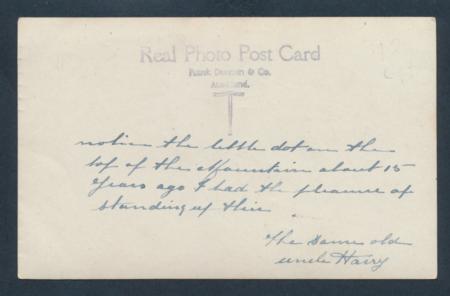 Real Photo Post Card
Frank Duncan & Co.
Auckland.
notice the little dot on the
top of the Mountain about 15
years ago I had the pleasure of
standing up thire
The same old
uncle Harry